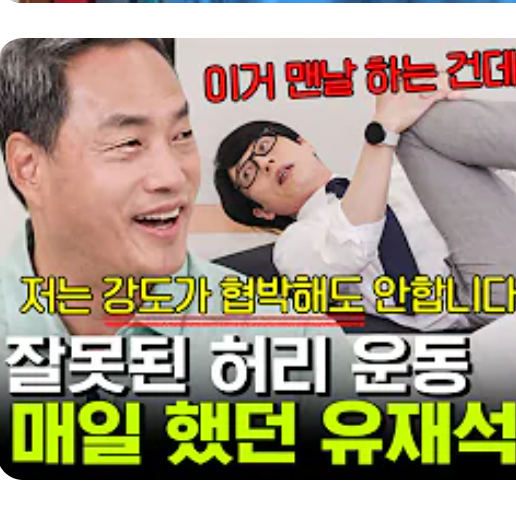 이거 맨날 하는 건데
저는 강도가 협박해도 안합니다
잘못된 허리 운동
매일 했던 유재석